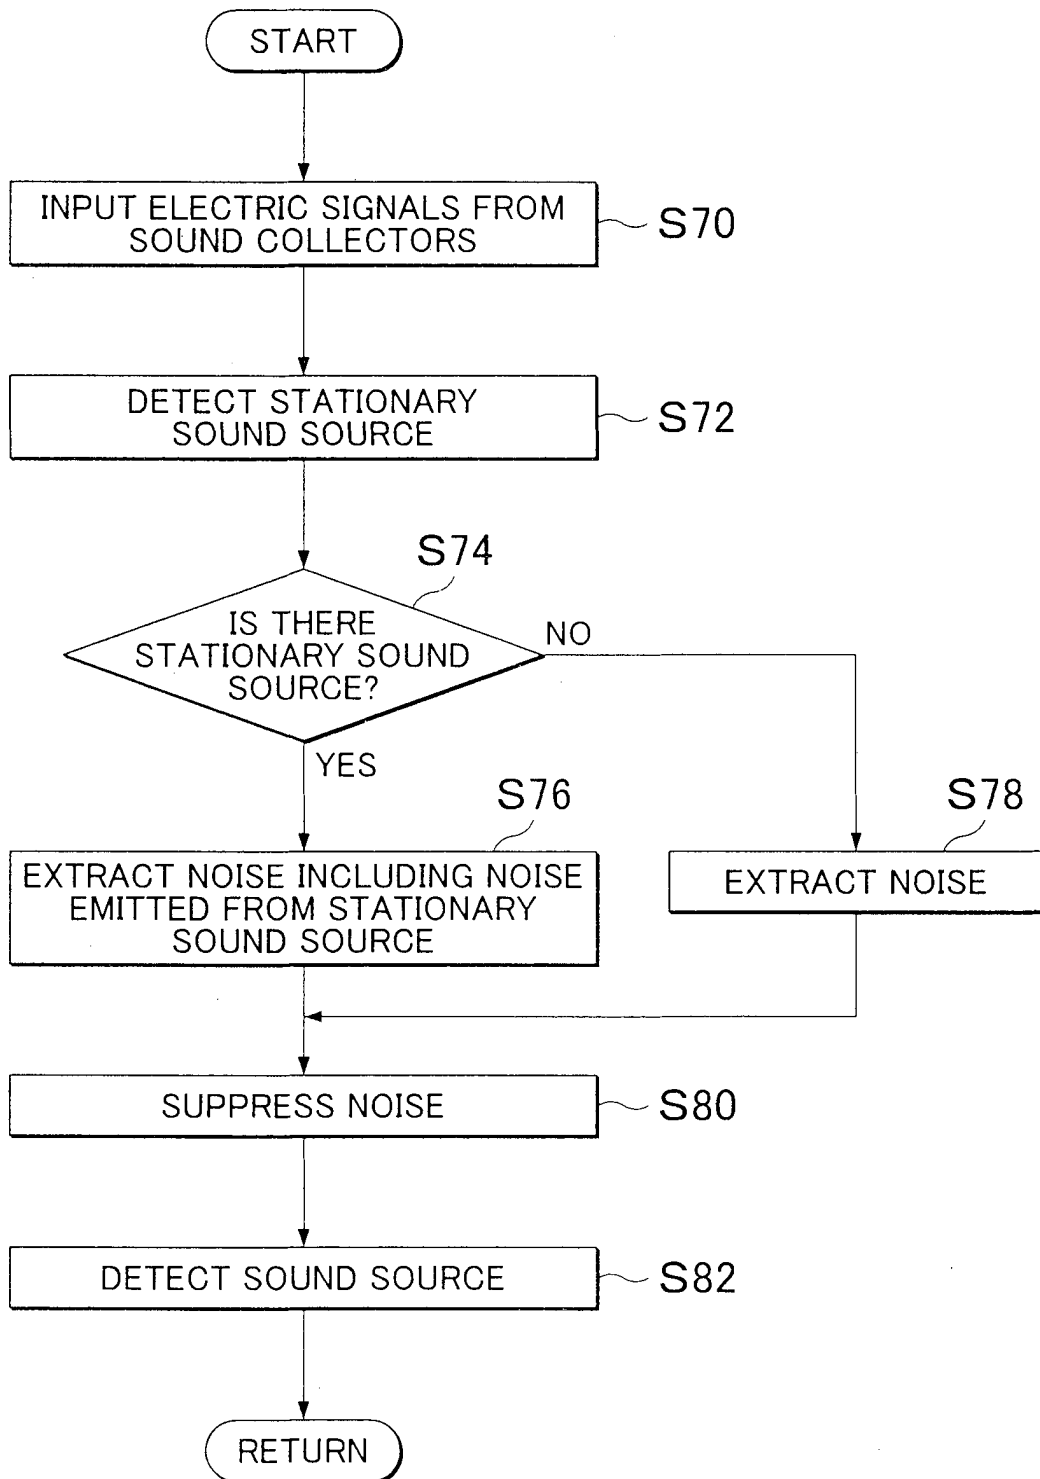 START
INPUT ELECTRIC SIGNALS FROM
SOUND COLLECTORS
S70
DETECT STATIONARY
SOUND SOURCE
S72
S74
IS THERE
STATIONARY SOUND
SOURCE?
NO
YES
S76
EXTRACT NOISE INCLUDING NOISE
EMITTED FROM STATIONARY
SOUND SOURCE
S78
EXTRACT NOISE
SUPPRESS NOISE
S80
DETECT SOUND SOURCE
S82
RETURN